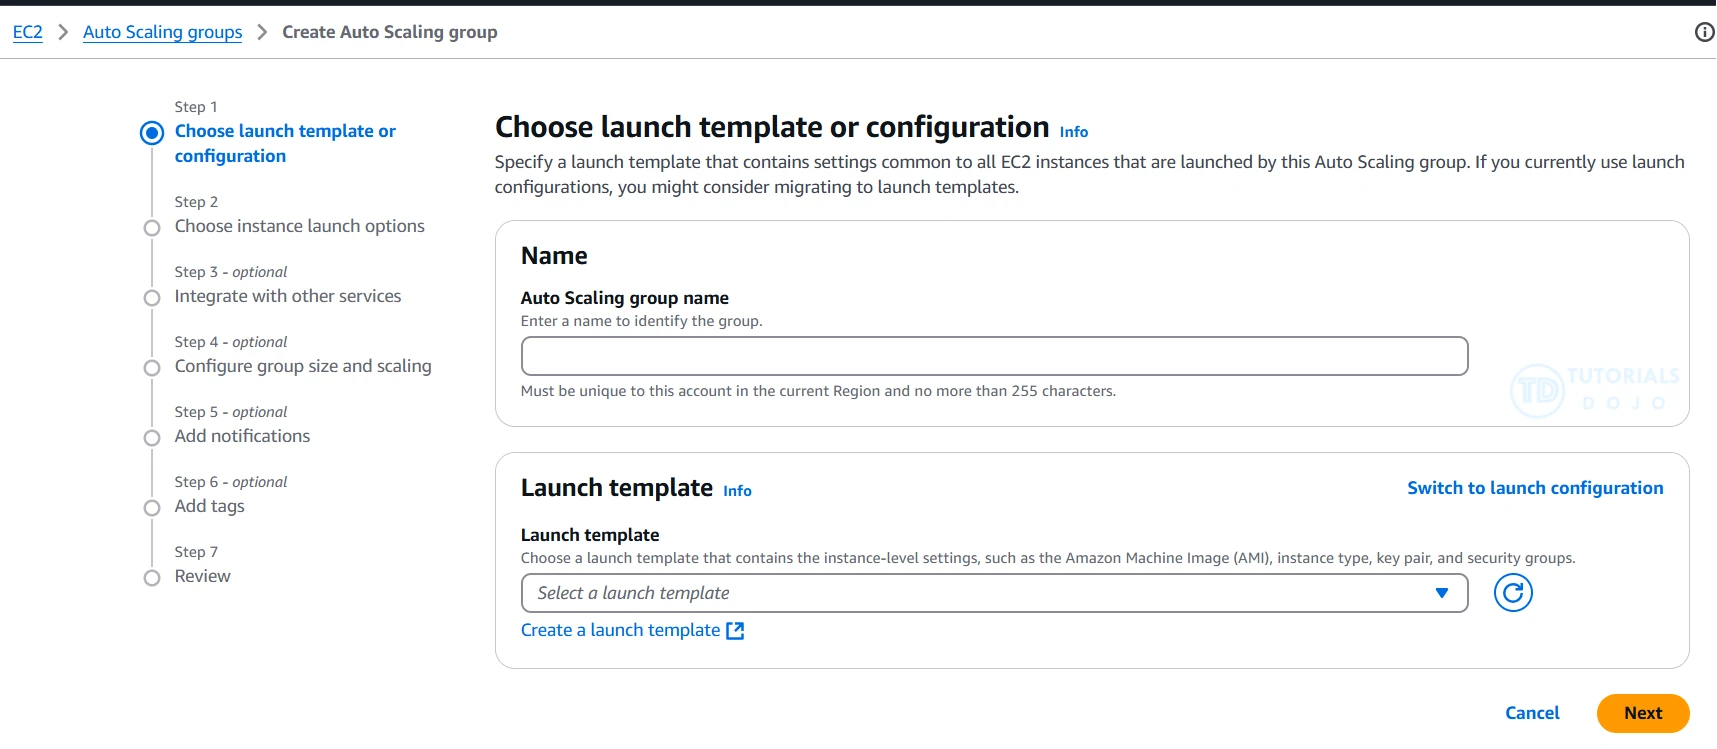 EC2 > Auto Scaling groups > Create Auto Scaling group
Step 1
Choose launch template or
configuration
Step 2
Choose instance launch options
Step 3 - optional
Integrate with other services
Step 4 - optional
Configure group size and scaling
Step 5 - optional
Add notifications
Step 6 - optional
Add tags
Step 7
Review
Choose launch template or configuration Info
Specify a launch template that contains settings common to all EC2 instances that are launched by this Auto Scaling group. If you currently use launch
configurations, you might consider migrating to launch templates.
Name
Auto Scaling group name
Enter a name to identify the group.
Must be unique to this account in the current Region and no more than 255 characters.
TD TUTORIALS
DOJO
Launch template Info
Switch to launch configuration
Launch template
Choose a launch template that contains the instance-level settings, such as the Amazon Machine Image (AMI), instance type, key pair, and security groups.
Select a launch template
Create a launch template
Cancel
Next